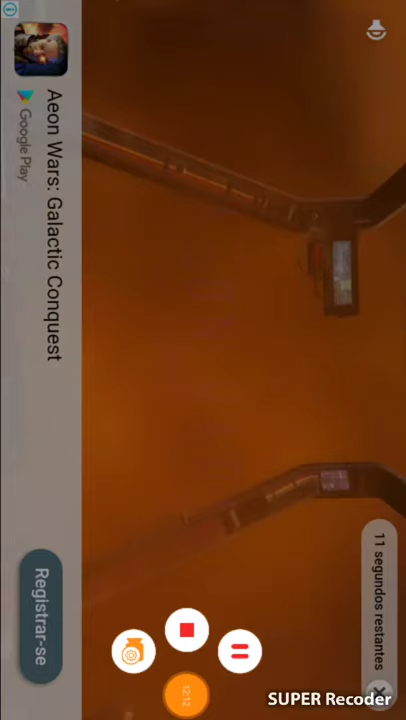 Aeon Wars: Galactic Conquest
Google Play
11 segundos restantes
Registrar-se
12:12
SUPER Recoder